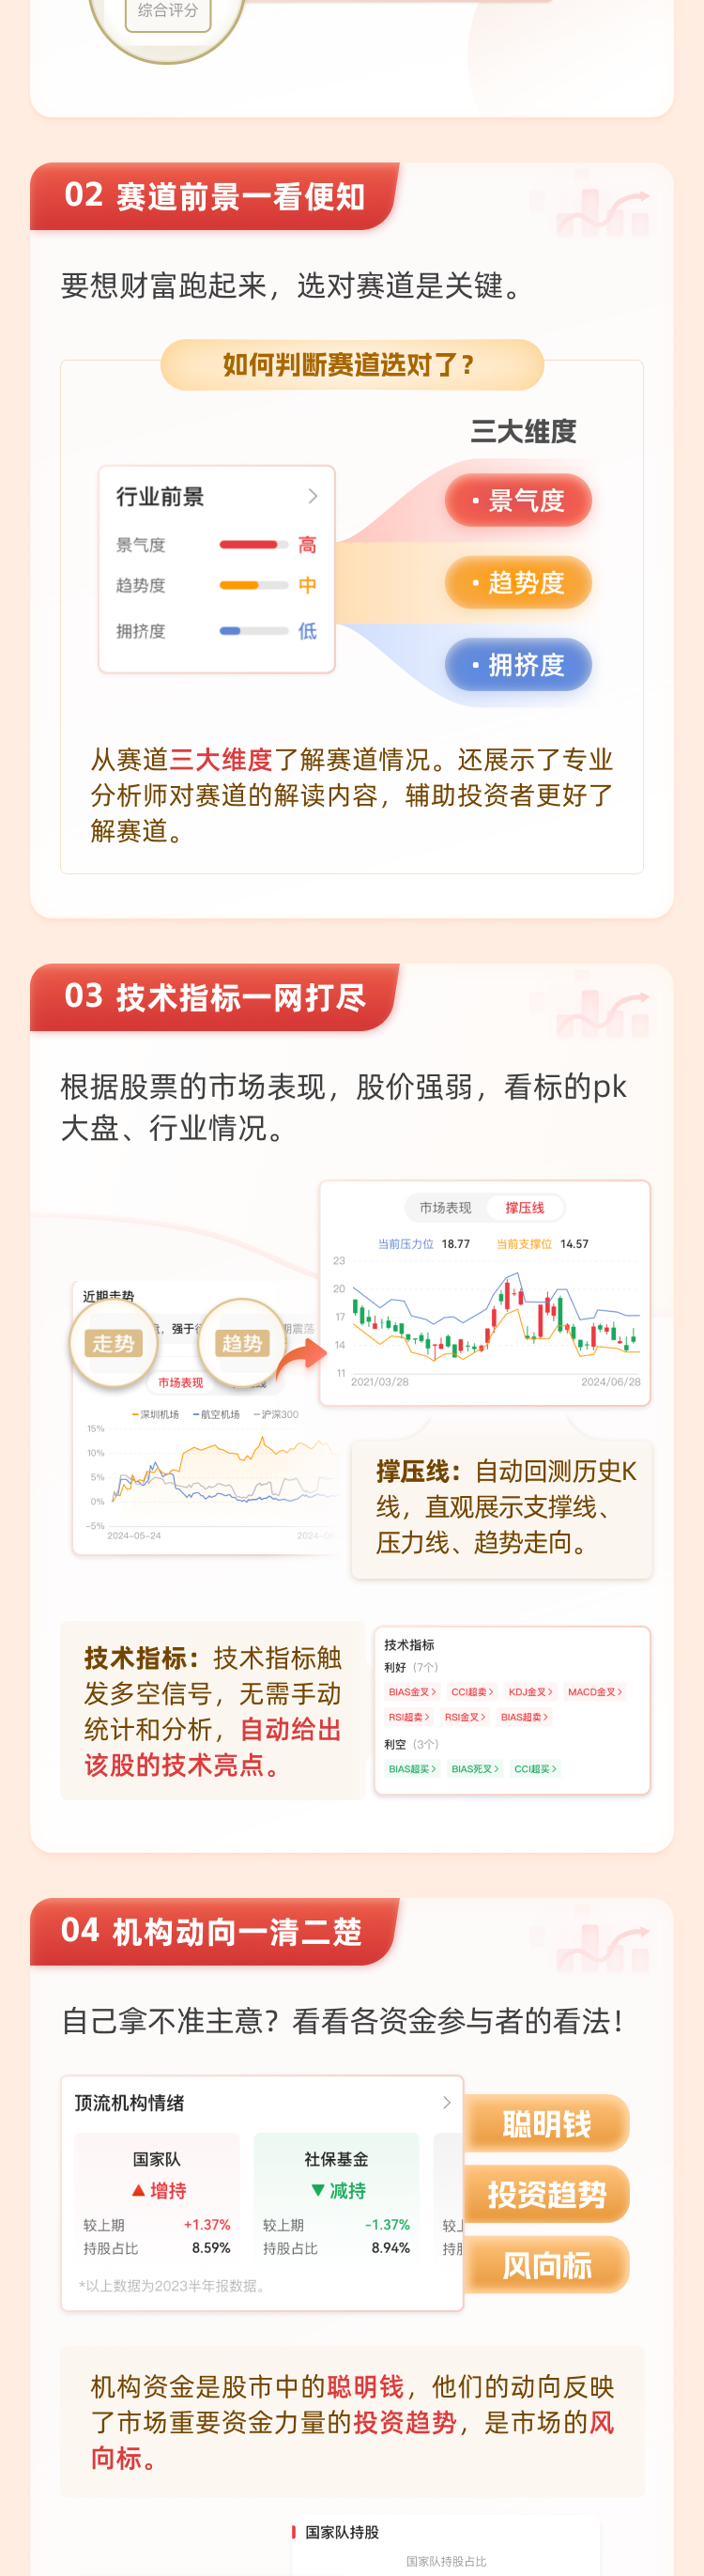 综合评分
02 赛道前景一看便知
要想财富跑起来，选对赛道是关键。
如何判断赛道选对了？
三大维度
行业前景
景气度 高
趋势度 中
拥挤度 低
· 景气度
· 趋势度
· 拥挤度
从赛道三大维度了解赛道情况。还展示了专业
分析师对赛道的解读内容，辅助投资者更好了
解赛道。
03 技术指标一网打尽
根据股票的市场表现，股价强弱，看标的pk
大盘、行业情况。
市场表现 撑压线
当前压力位 18.77 当前支撑位 14.57
23
20
17
14
11
2021/03/28 2024/06/28
近期走势
强于
期震荡
走势 趋势
市场表现
深圳机场 航空机场 沪深300
15%
10%
5%
0%
-5%
2024-05-24
撑压线：自动回测历史K
线，直观展示支撑线、
压力线、趋势走向。
技术指标：技术指标触
发多空信号，无需手动
统计和分析，自动给出
该股的技术亮点。
技术指标
利好（7个）
BIAS金叉> CCI超卖> KDJ金叉> MACD金叉>
RSI超卖> RSI金叉> BIAS超卖>
利空（3个）
BIAS超买> BIAS死叉> CCI超买>
04 机构动向一清二楚
自己拿不准主意？看看各资金参与者的看法！
顶流机构情绪
国家队 社保基金
▲增持 ▼减持
较上期 +1.37% 较上期 -1.37% 较上
持股占比 8.59% 持股占比 8.94% 持股
*以上数据为2023半年报数据。
聪明钱
投资趋势
风向标
机构资金是股市中的聪明钱，他们的动向反映
了市场重要资金力量的投资趋势，是市场的风
向标。
国家队持股
国家队持股占比